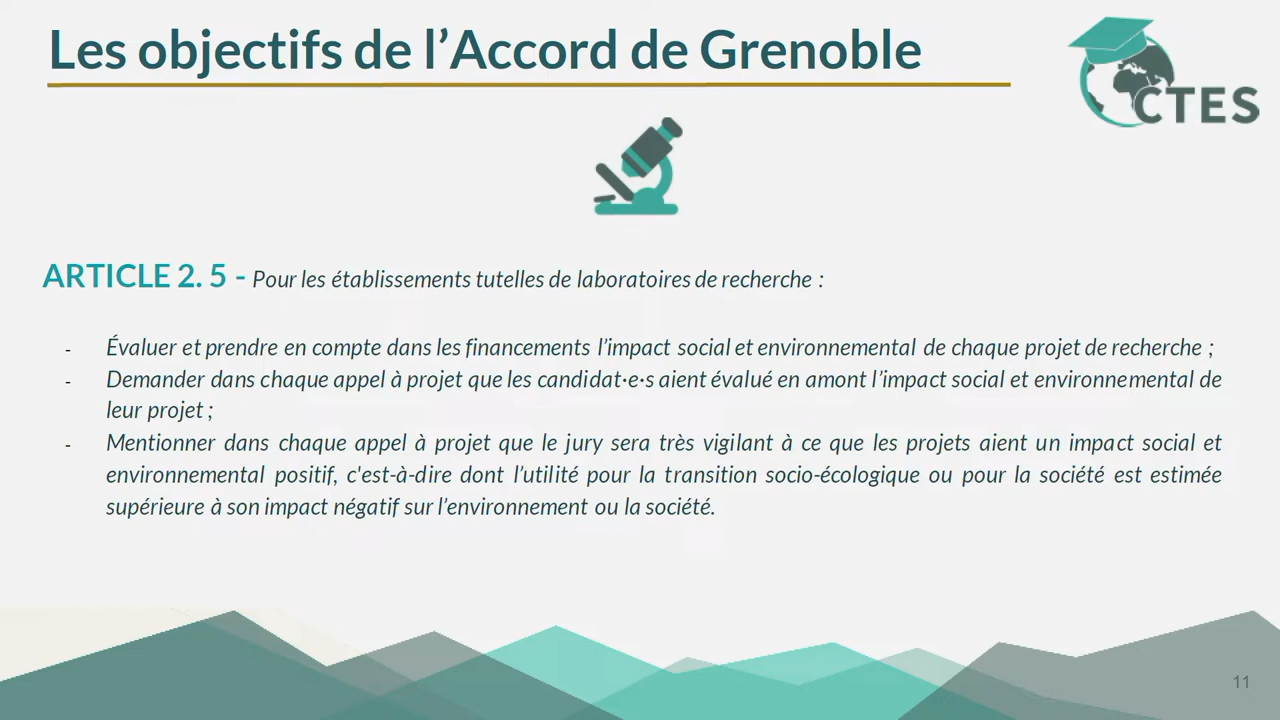 Les objectifs de l’Accord de Grenoble
CTES
ARTICLE 2. 5 - Pour les établissements tutelles de laboratoires de recherche :
- Évaluer et prendre en compte dans les financements l’impact social et environnemental de chaque projet de recherche ;
- Demander dans chaque appel à projet que les candidat·e·s aient évalué en amont l’impact social et environnemental de
leur projet ;
- Mentionner dans chaque appel à projet que le jury sera très vigilant à ce que les projets aient un impact social et
environnemental positif, c'est-à-dire dont l’utilité pour la transition socio-écologique ou pour la société est estimée
supérieure à son impact négatif sur l’environnement ou la société.
11